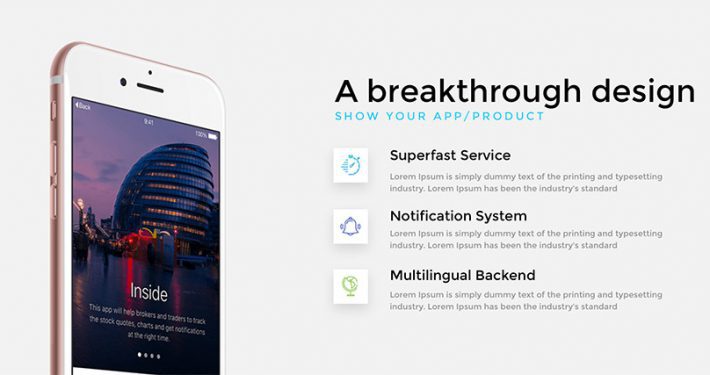 Back
9:41
100%
Inside
This app will help brokers and traders to track
the stock quotes, charts and get notifications
at the right time.
A breakthrough design
SHOW YOUR APP/PRODUCT
Superfast Service
Lorem Ipsum is simply dummy text of the printing and typesetting
industry. Lorem Ipsum has been the industry's standard
Notification System
Lorem Ipsum is simply dummy text of the printing and typesetting
industry. Lorem Ipsum has been the industry's standard
Multilingual Backend
Lorem Ipsum is simply dummy text of the printing and typesetting
industry. Lorem Ipsum has been the industry's standard